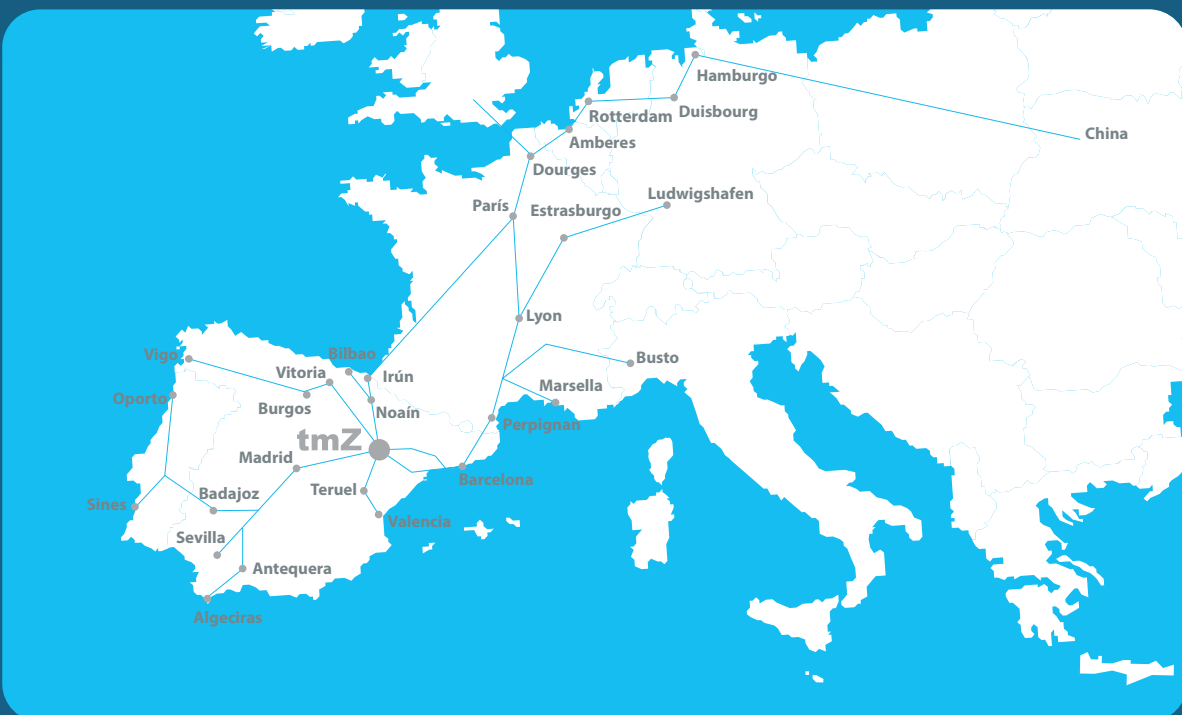 Hamburgo
Rotterdam
Duisbourg
China
Amberes
Dourges
Ludwigshafen
París
Estrasburgo
Lyon
Vigo
Bilbao
Busto
Vitoria
Irún
Marsella
Oporto
Burgos
Noaín
Perpignan
tmZ
Madrid
Barcelona
Teruel
Badajoz
Sines
Valencia
Sevilla
Antequera
Algeciras